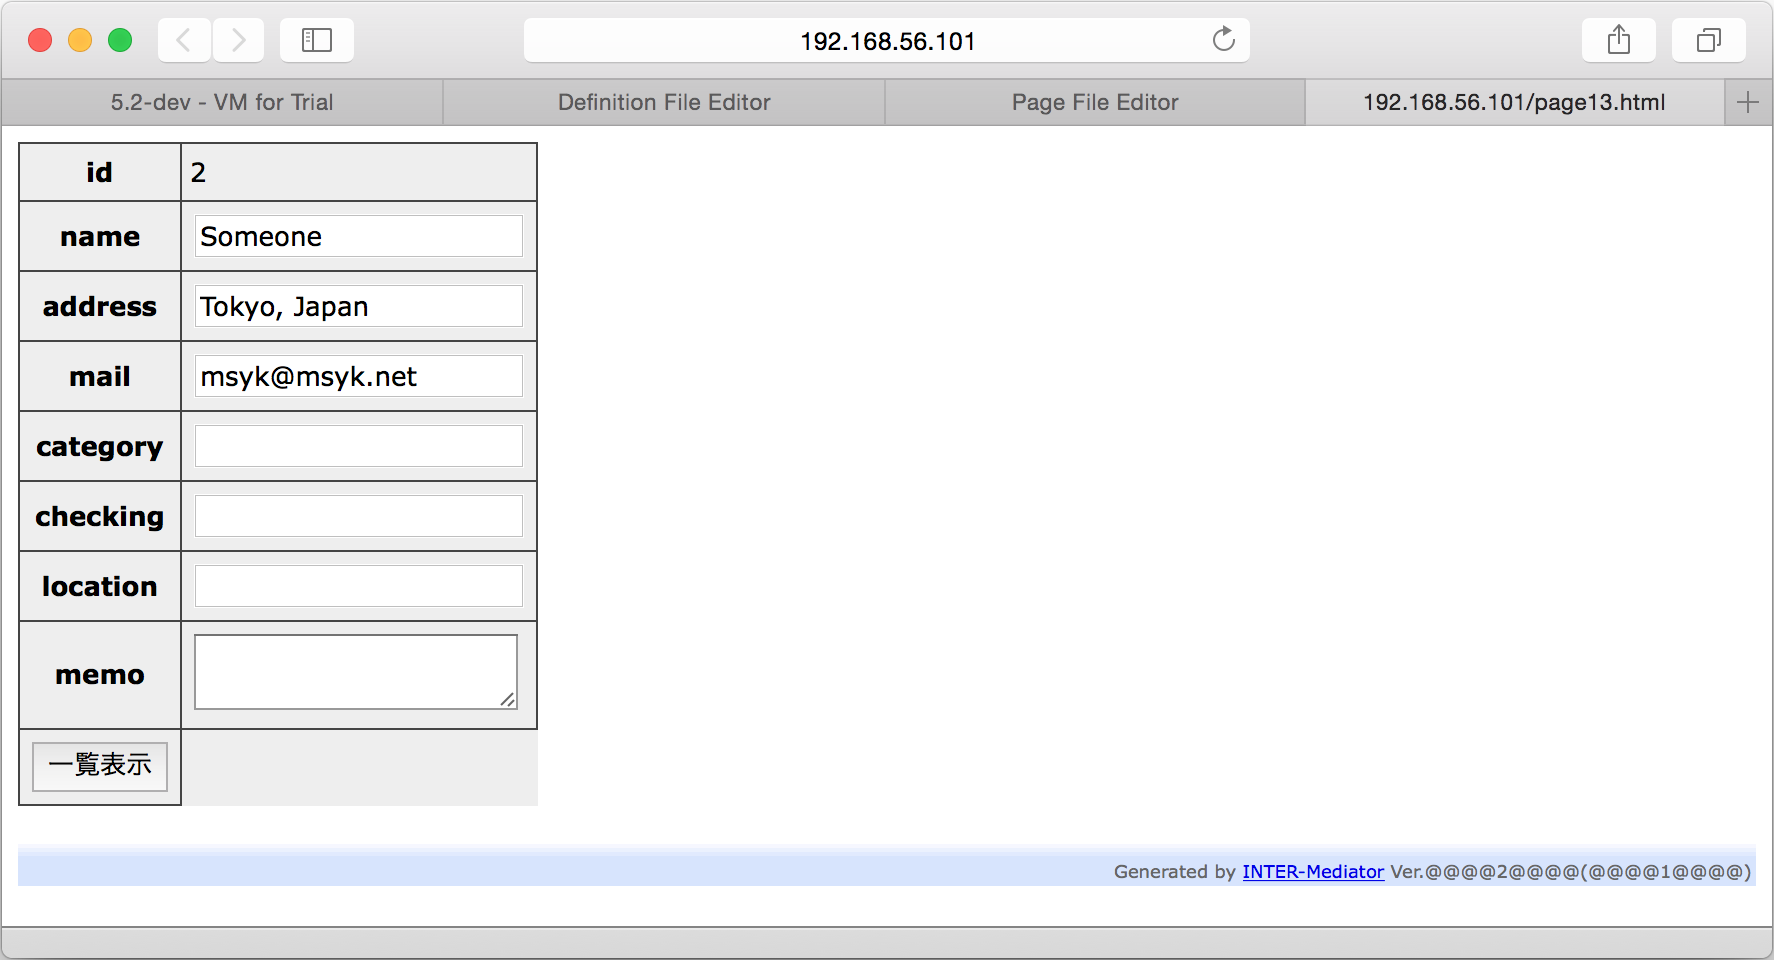 192.168.56.101
5.2-dev - VM for Trial
Definition File Editor
Page File Editor
192.168.56.101/page13.html
id 2
name Someone
address Tokyo, Japan
mail msyk@msyk.net
category
checking
location
memo
一覧表示
Generated by INTER-Mediator Ver.@@@@2@@@@(@@@@1@@@@)